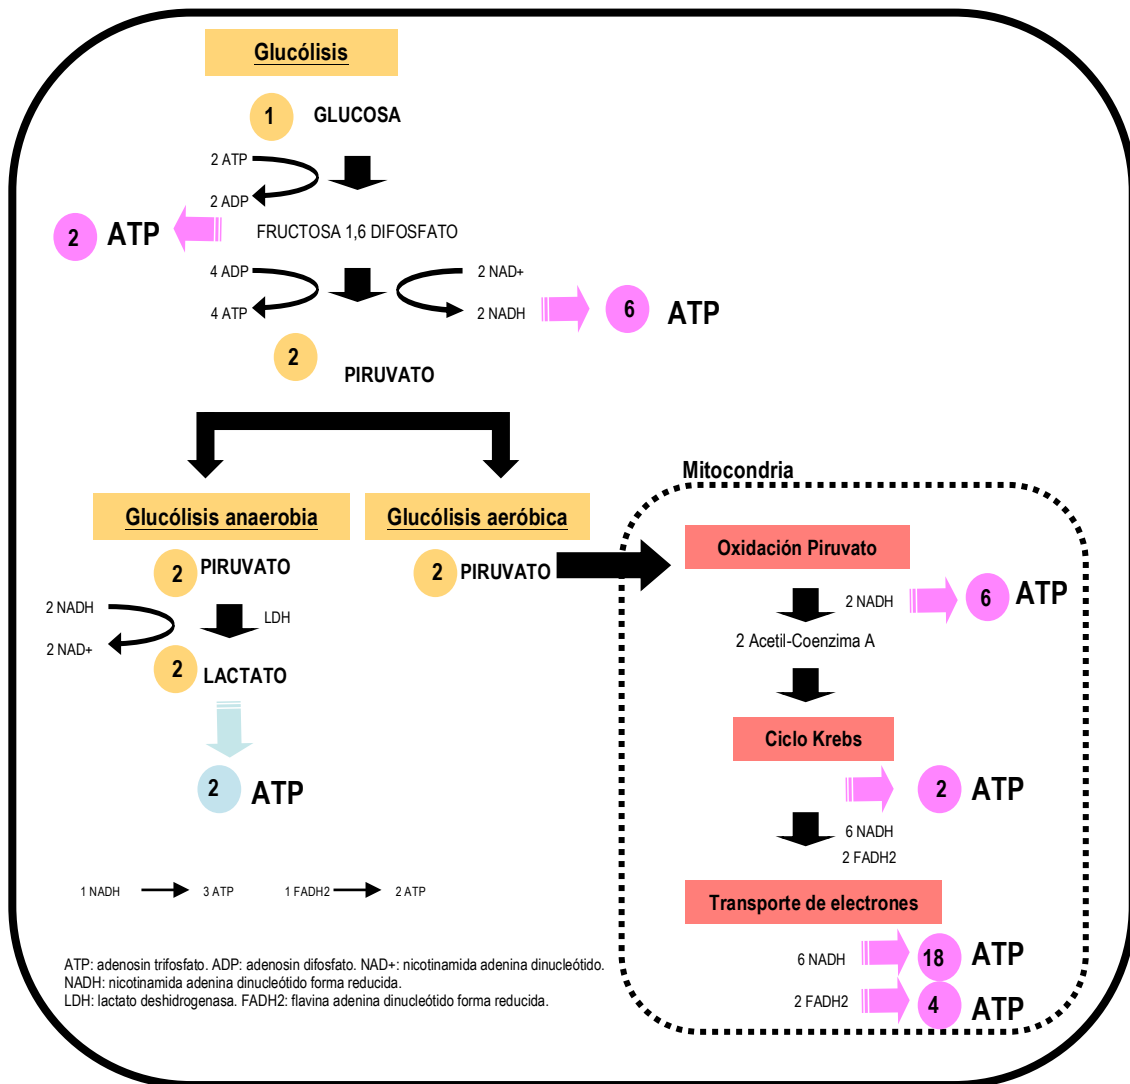 Glucólisis
1 GLUCOSA
2 ATP
2 ADP
2 ATP
FRUCTOSA 1,6 DIFOSFATO
4 ADP
2 NAD+
4 ATP
2 NADH
6 ATP
2
PIRUVATO
Mitocondria
Glucólisis anaerobia
Glucólisis aeróbica
Oxidación Piruvato
2 PIRUVATO
2 PIRUVATO
2 NADH
LDH
2 NAD+
2 LACTATO
2 ATP
2 NADH
6 ATP
2 Acetil-Coenzima A
Ciclo Krebs
2 ATP
6 NADH
2 FADH2
Transporte de electrones
6 NADH
18 ATP
2 FADH2
4 ATP
1 NADH
3 ATP
1 FADH2
2 ATP
ATP: adenosin trifosfato. ADP: adenosin difosfato. NAD+: nicotinamida adenina dinucleótido.
NADH: nicotinamida adenina dinucleótido forma reducida.
LDH: lactato deshidrogenasa. FADH2: flavina adenina dinucleótido forma reducida.